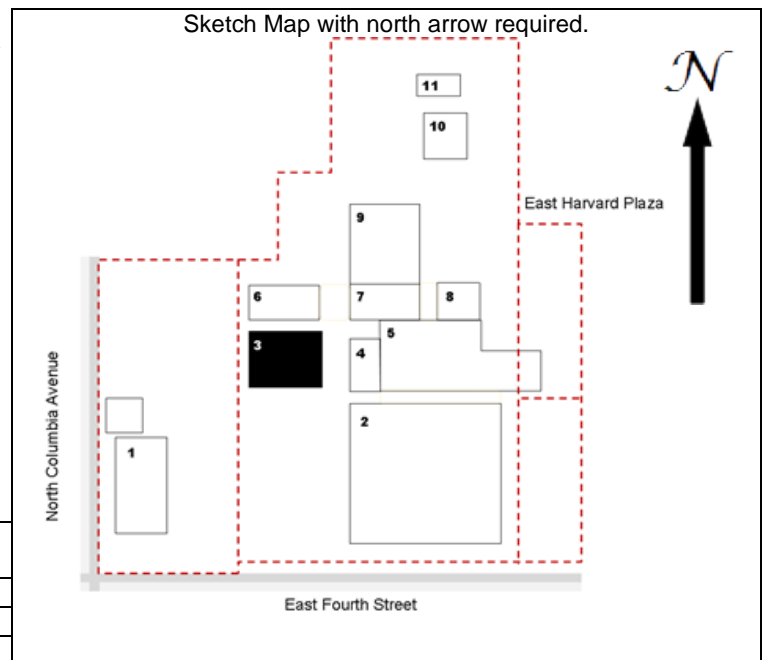 Sketch Map with north arrow required.
N
11
10
East Harvard Plaza
9
6
7
8
3
5
4
2
1
North Columbia Avenue
East Fourth Street